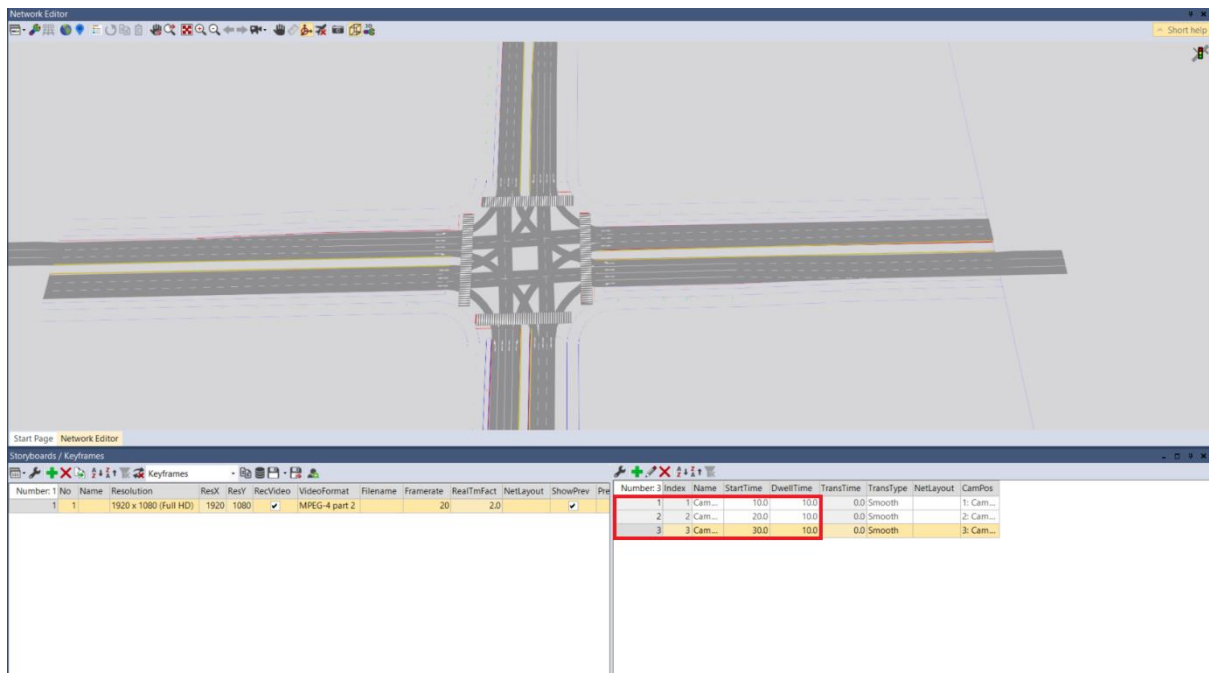 Network Editor
Short help
Start Page Network Editor
Storyboards / Keyframes
Keyframes
Number: 1 No Name Resolution ResX ResY RecVideo VideoFormat Filename Framerate RealTmFact NetLayout ShowPrev Pre
1 1 1920 x 1080 (Full HD) 1920 1080 MPEG-4 part 2 20 2.0
Number: 3 Index Name StartTime DwellTime TransTime TransType NetLayout CamPos
1 1 Cam... 10.0 10.0 0.0 Smooth 1: Cam...
2 2 Cam... 20.0 10.0 0.0 Smooth 2: Cam...
3 3 Cam... 30.0 10.0 0.0 Smooth 3: Cam...